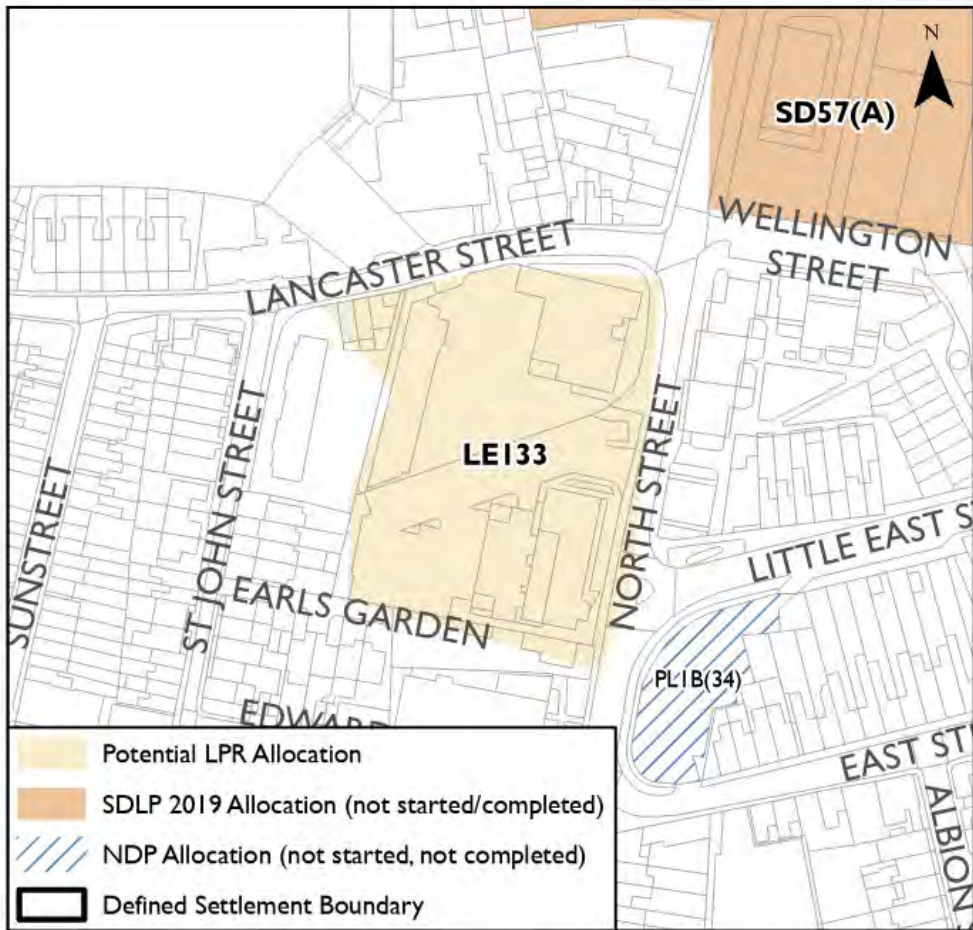 N
SD57(A)
WELLINGTON
STREET
LANCASTER STREET
LE133
NORTH STREET
ST JOHN STREET
SUNSTREET
LITTLE EAST S
EARLS GARDEN
PL1B(34)
EDWARD
EAST ST
ALBION
Potential LPR Allocation
SDLP 2019 Allocation (not started/completed)
NDP Allocation (not started, not completed)
Defined Settlement Boundary